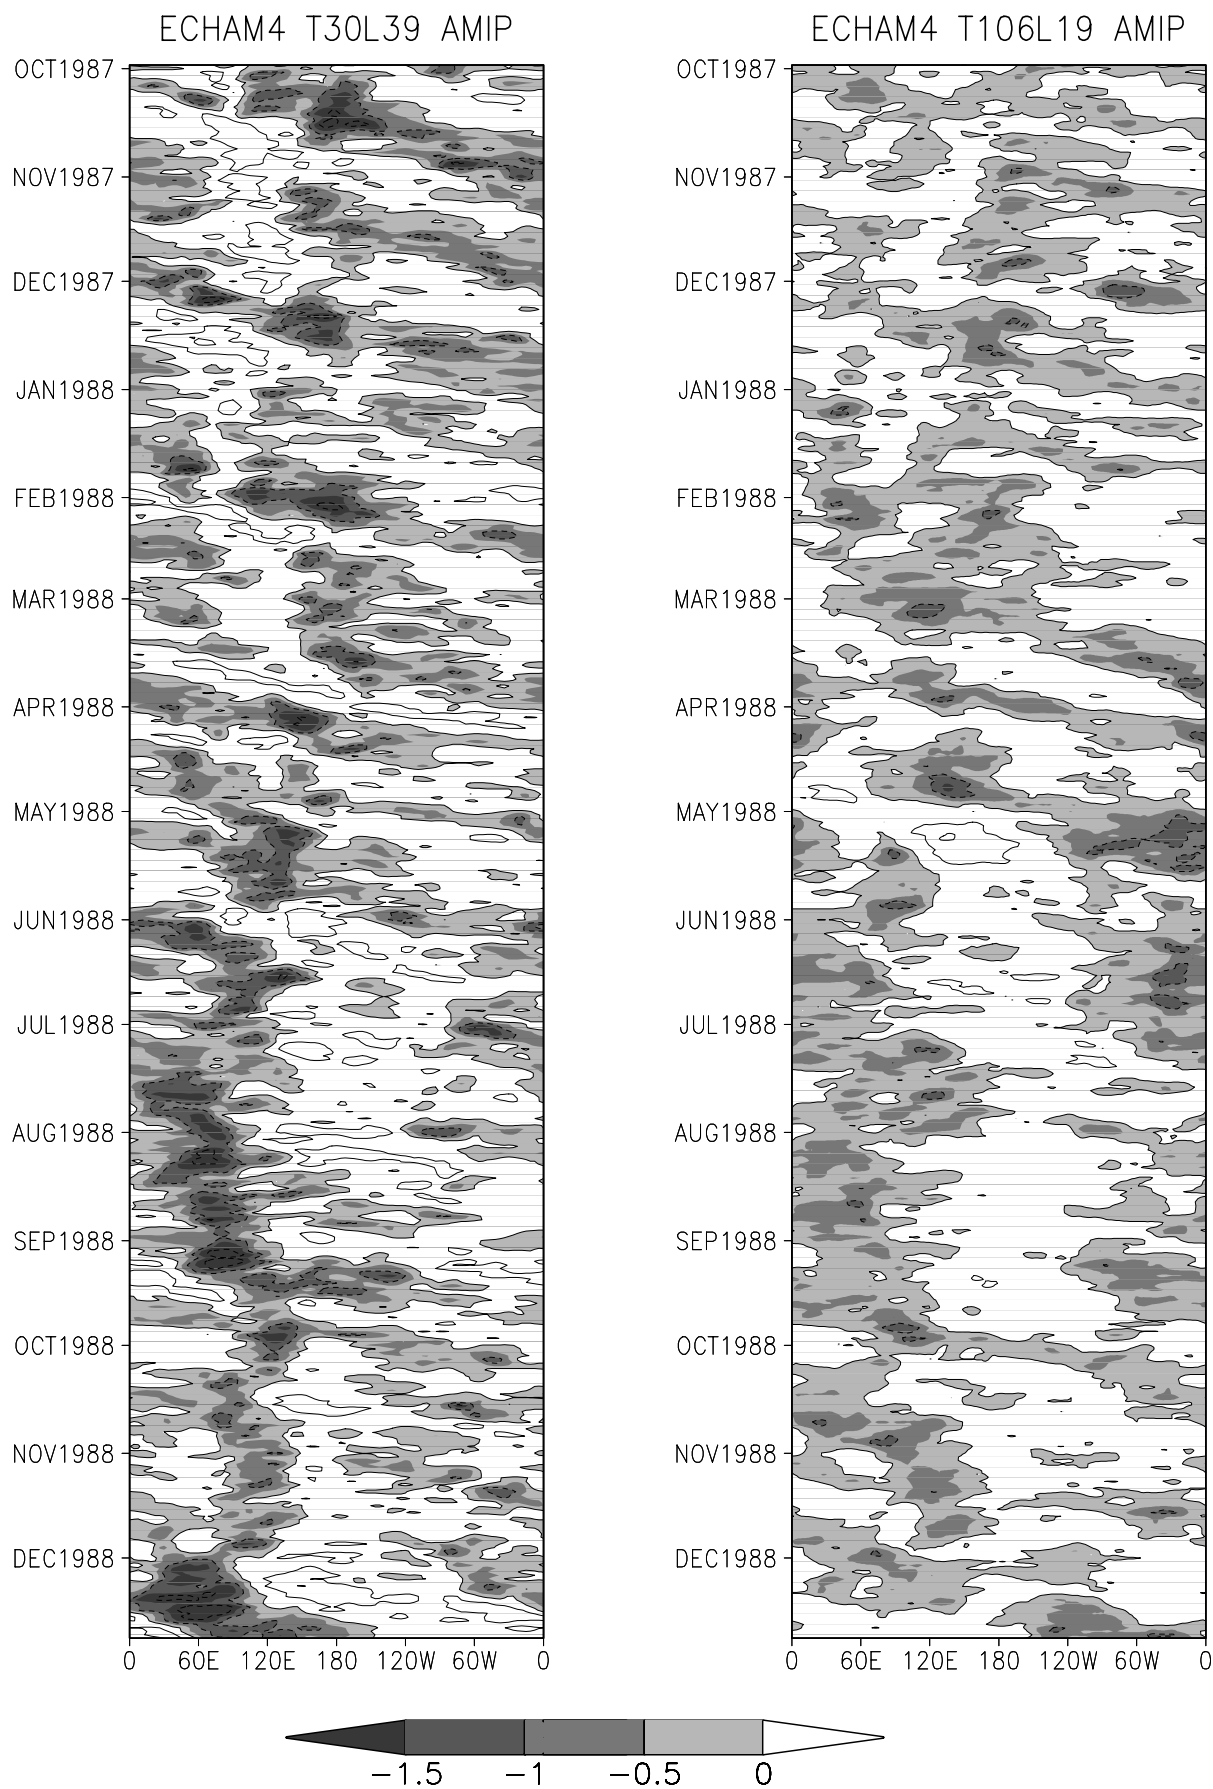 ECHAM4 T30L39 AMIP
OCT1987
NOV1987
DEC1987
JAN1988
FEB1988
MAR1988
APR1988
MAY1988
JUN1988
JUL1988
AUG1988
SEP1988
OCT1988
NOV1988
DEC1988
0 60E 120E 180 120W 60W 0
ECHAM4 T106L19 AMIP
OCT1987
NOV1987
DEC1987
JAN1988
FEB1988
MAR1988
APR1988
MAY1988
JUN1988
JUL1988
AUG1988
SEP1988
OCT1988
NOV1988
DEC1988
0 60E 120E 180 120W 60W 0
−1.5 −1 −0.5 0